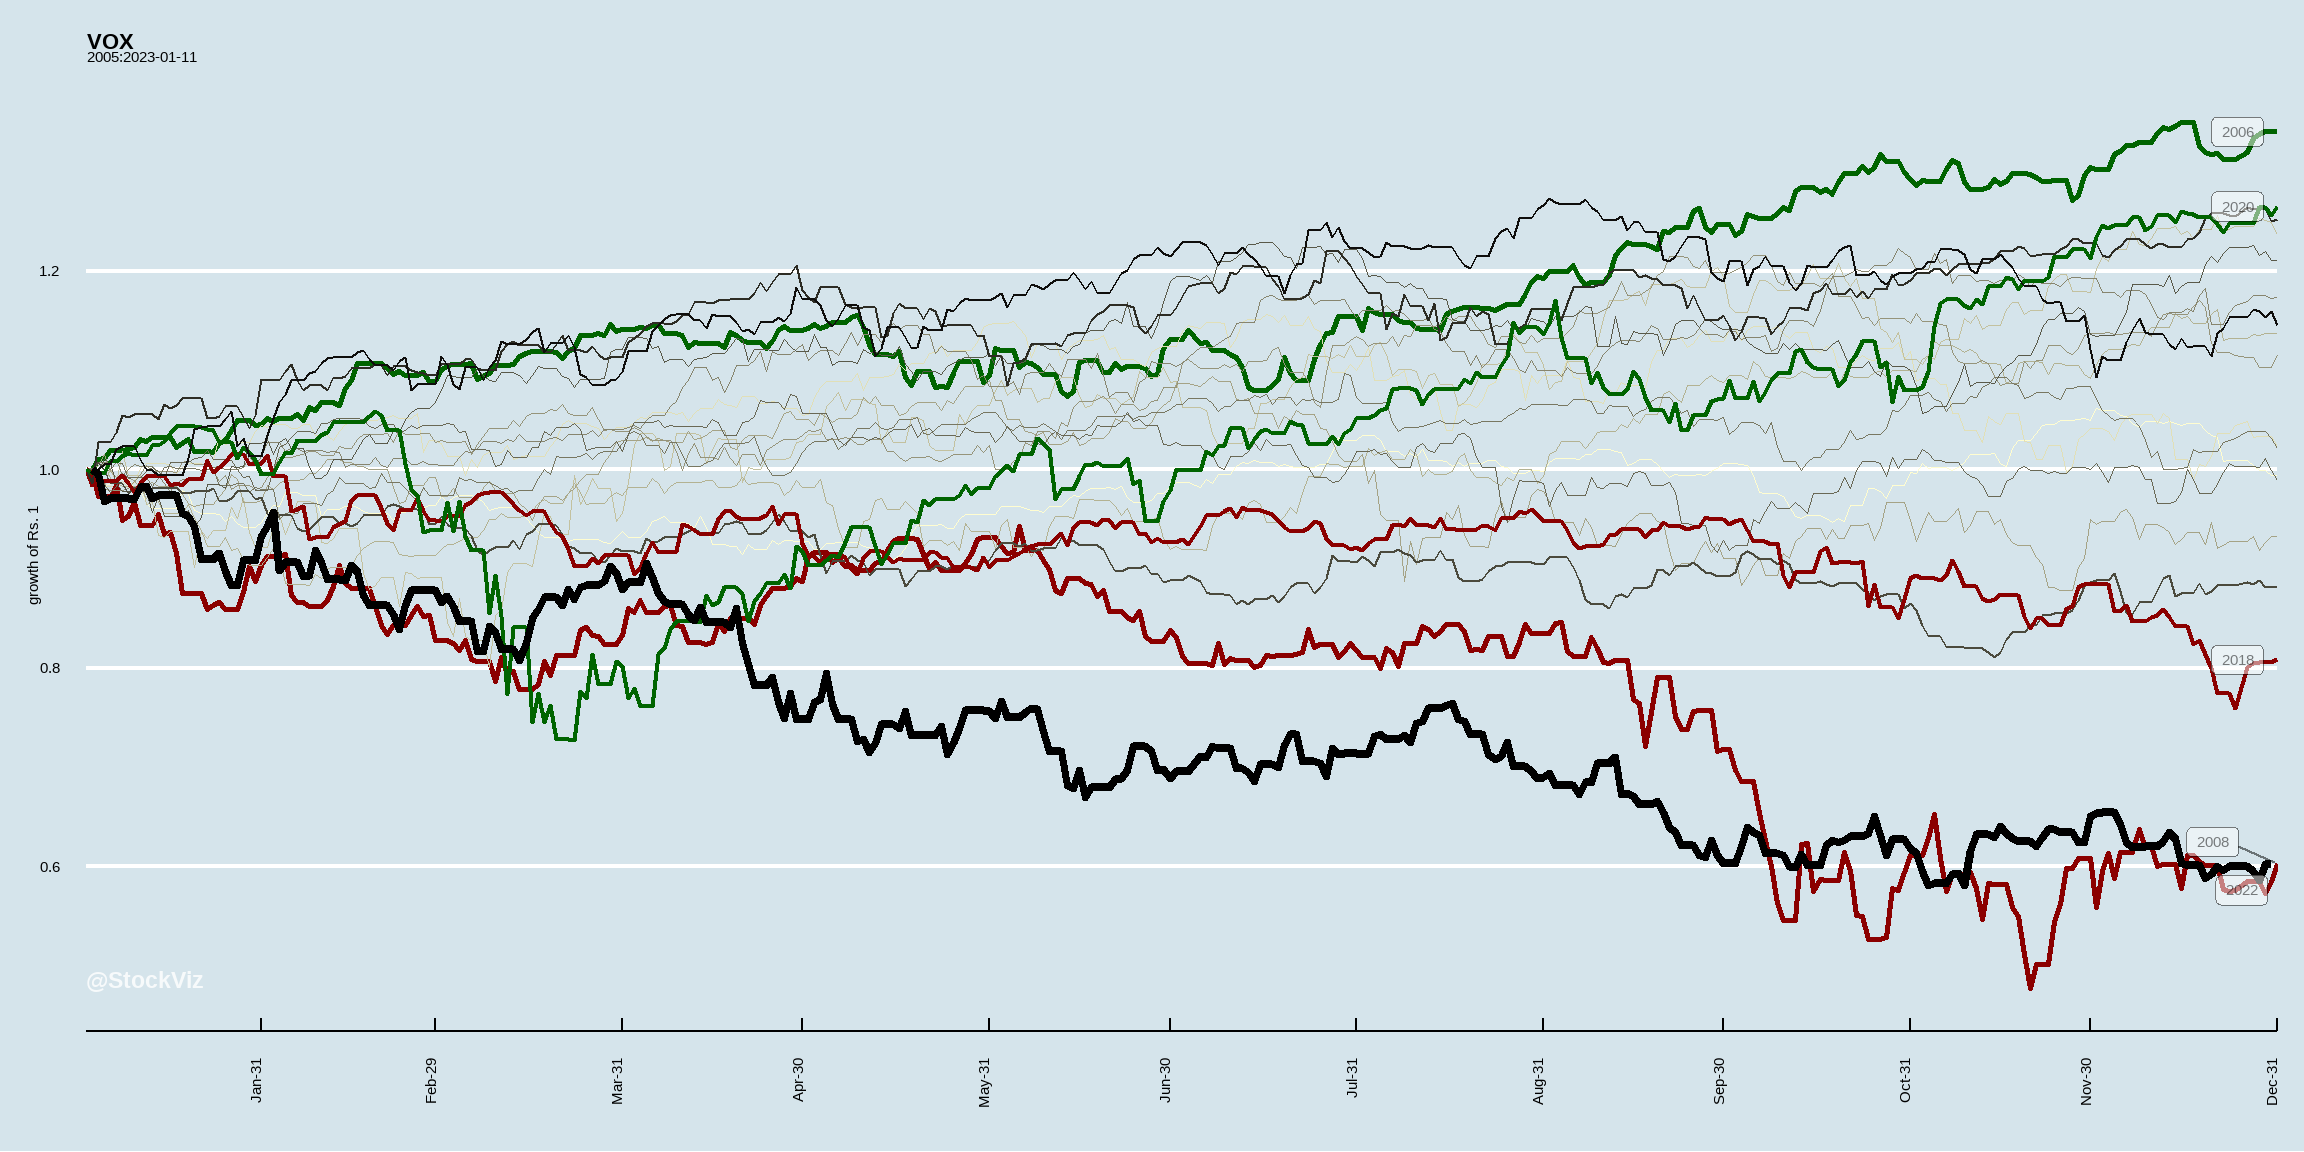 VOX
2005:2023-01-11
2006
2020
1.2
1.0
growth of Rs. 1
0.8
2018
0.6
2008
2022
@StockViz
Jan-31
Feb-29
Mar-31
Apr-30
May-31
Jun-30
Jul-31
Aug-31
Sep-30
Oct-31
Nov-30
Dec-31